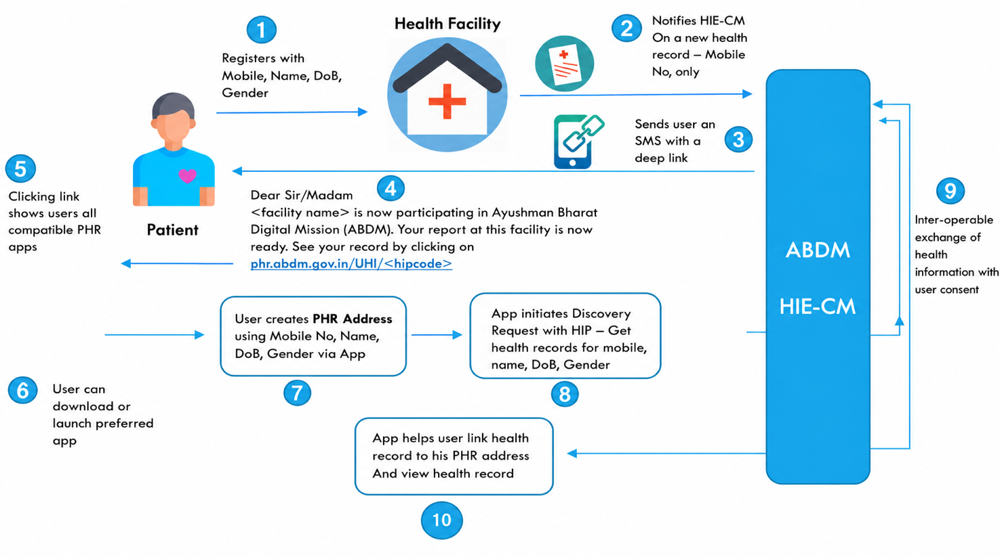 1
Registers with
Mobile, Name, DoB,
Gender
Health Facility
2
Notifies HIE-CM
On a new health
record – Mobile
No, only
Sends user an
SMS with a
deep link
3
4
Dear Sir/Madam
<facility name> is now participating in Ayushman Bharat
Digital Mission (ABDM). Your report at this facility is now
ready. See your record by clicking on
phr.abdm.gov.in/UHI/<hipcode>
Patient
5
Clicking link
shows users all
compatible PHR
apps
6
User can
download or
launch preferred
app
User creates PHR Address
using Mobile No, Name,
DoB, Gender via App
7
App initiates Discovery
Request with HIP – Get
health records for mobile,
name, DoB, Gender
8
ABDM
HIE-CM
9
Inter-operable
exchange of
health
information with
user consent
App helps user link health
record to his PHR address
And view health record
10